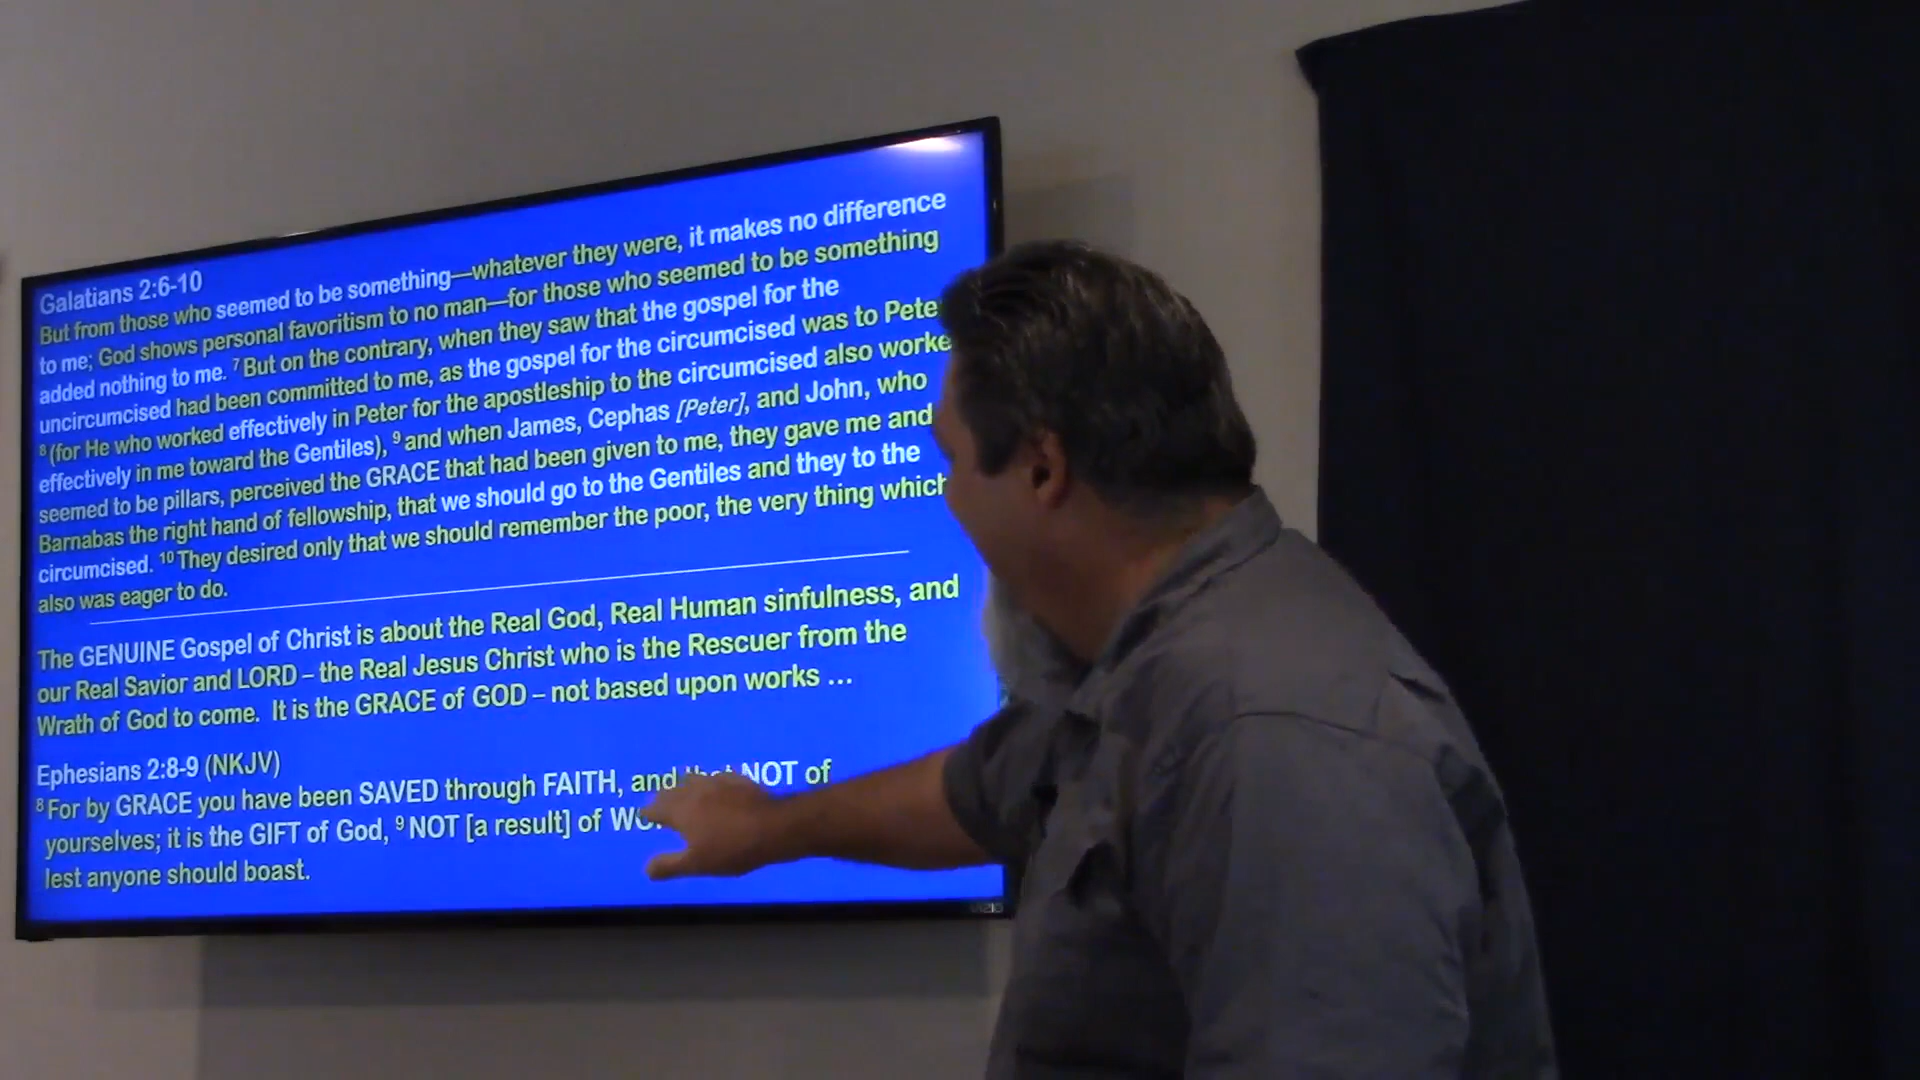 Galatians 2:6-10
But from those who seemed to be something—whatever they were, it makes no difference
to me; God shows personal favoritism to no man—for those who seemed to be something
added nothing to me. 7 But on the contrary, when they saw that the gospel for the
uncircumcised had been committed to me, as the gospel for the circumcised was to Pete
8 (for He who worked effectively in Peter for the apostleship to the circumcised also worke
effectively in me toward the Gentiles), 9 and when James, Cephas [Peter], and John, who
seemed to be pillars, perceived the GRACE that had been given to me, they gave me and
Barnabas the right hand of fellowship, that we should go to the Gentiles and they to the
circumcised. 10 They desired only that we should remember the poor, the very thing which
also was eager to do.
The GENUINE Gospel of Christ is about the Real God, Real Human sinfulness, and
our Real Savior and LORD – the Real Jesus Christ who is the Rescuer from the
Wrath of God to come. It is the GRACE of GOD – not based upon works ...
Ephesians 2:8-9 (NKJV)
8 For by GRACE you have been SAVED through FAITH, and that NOT of
yourselves; it is the GIFT of God, 9 NOT [a result] of WO
lest anyone should boast.